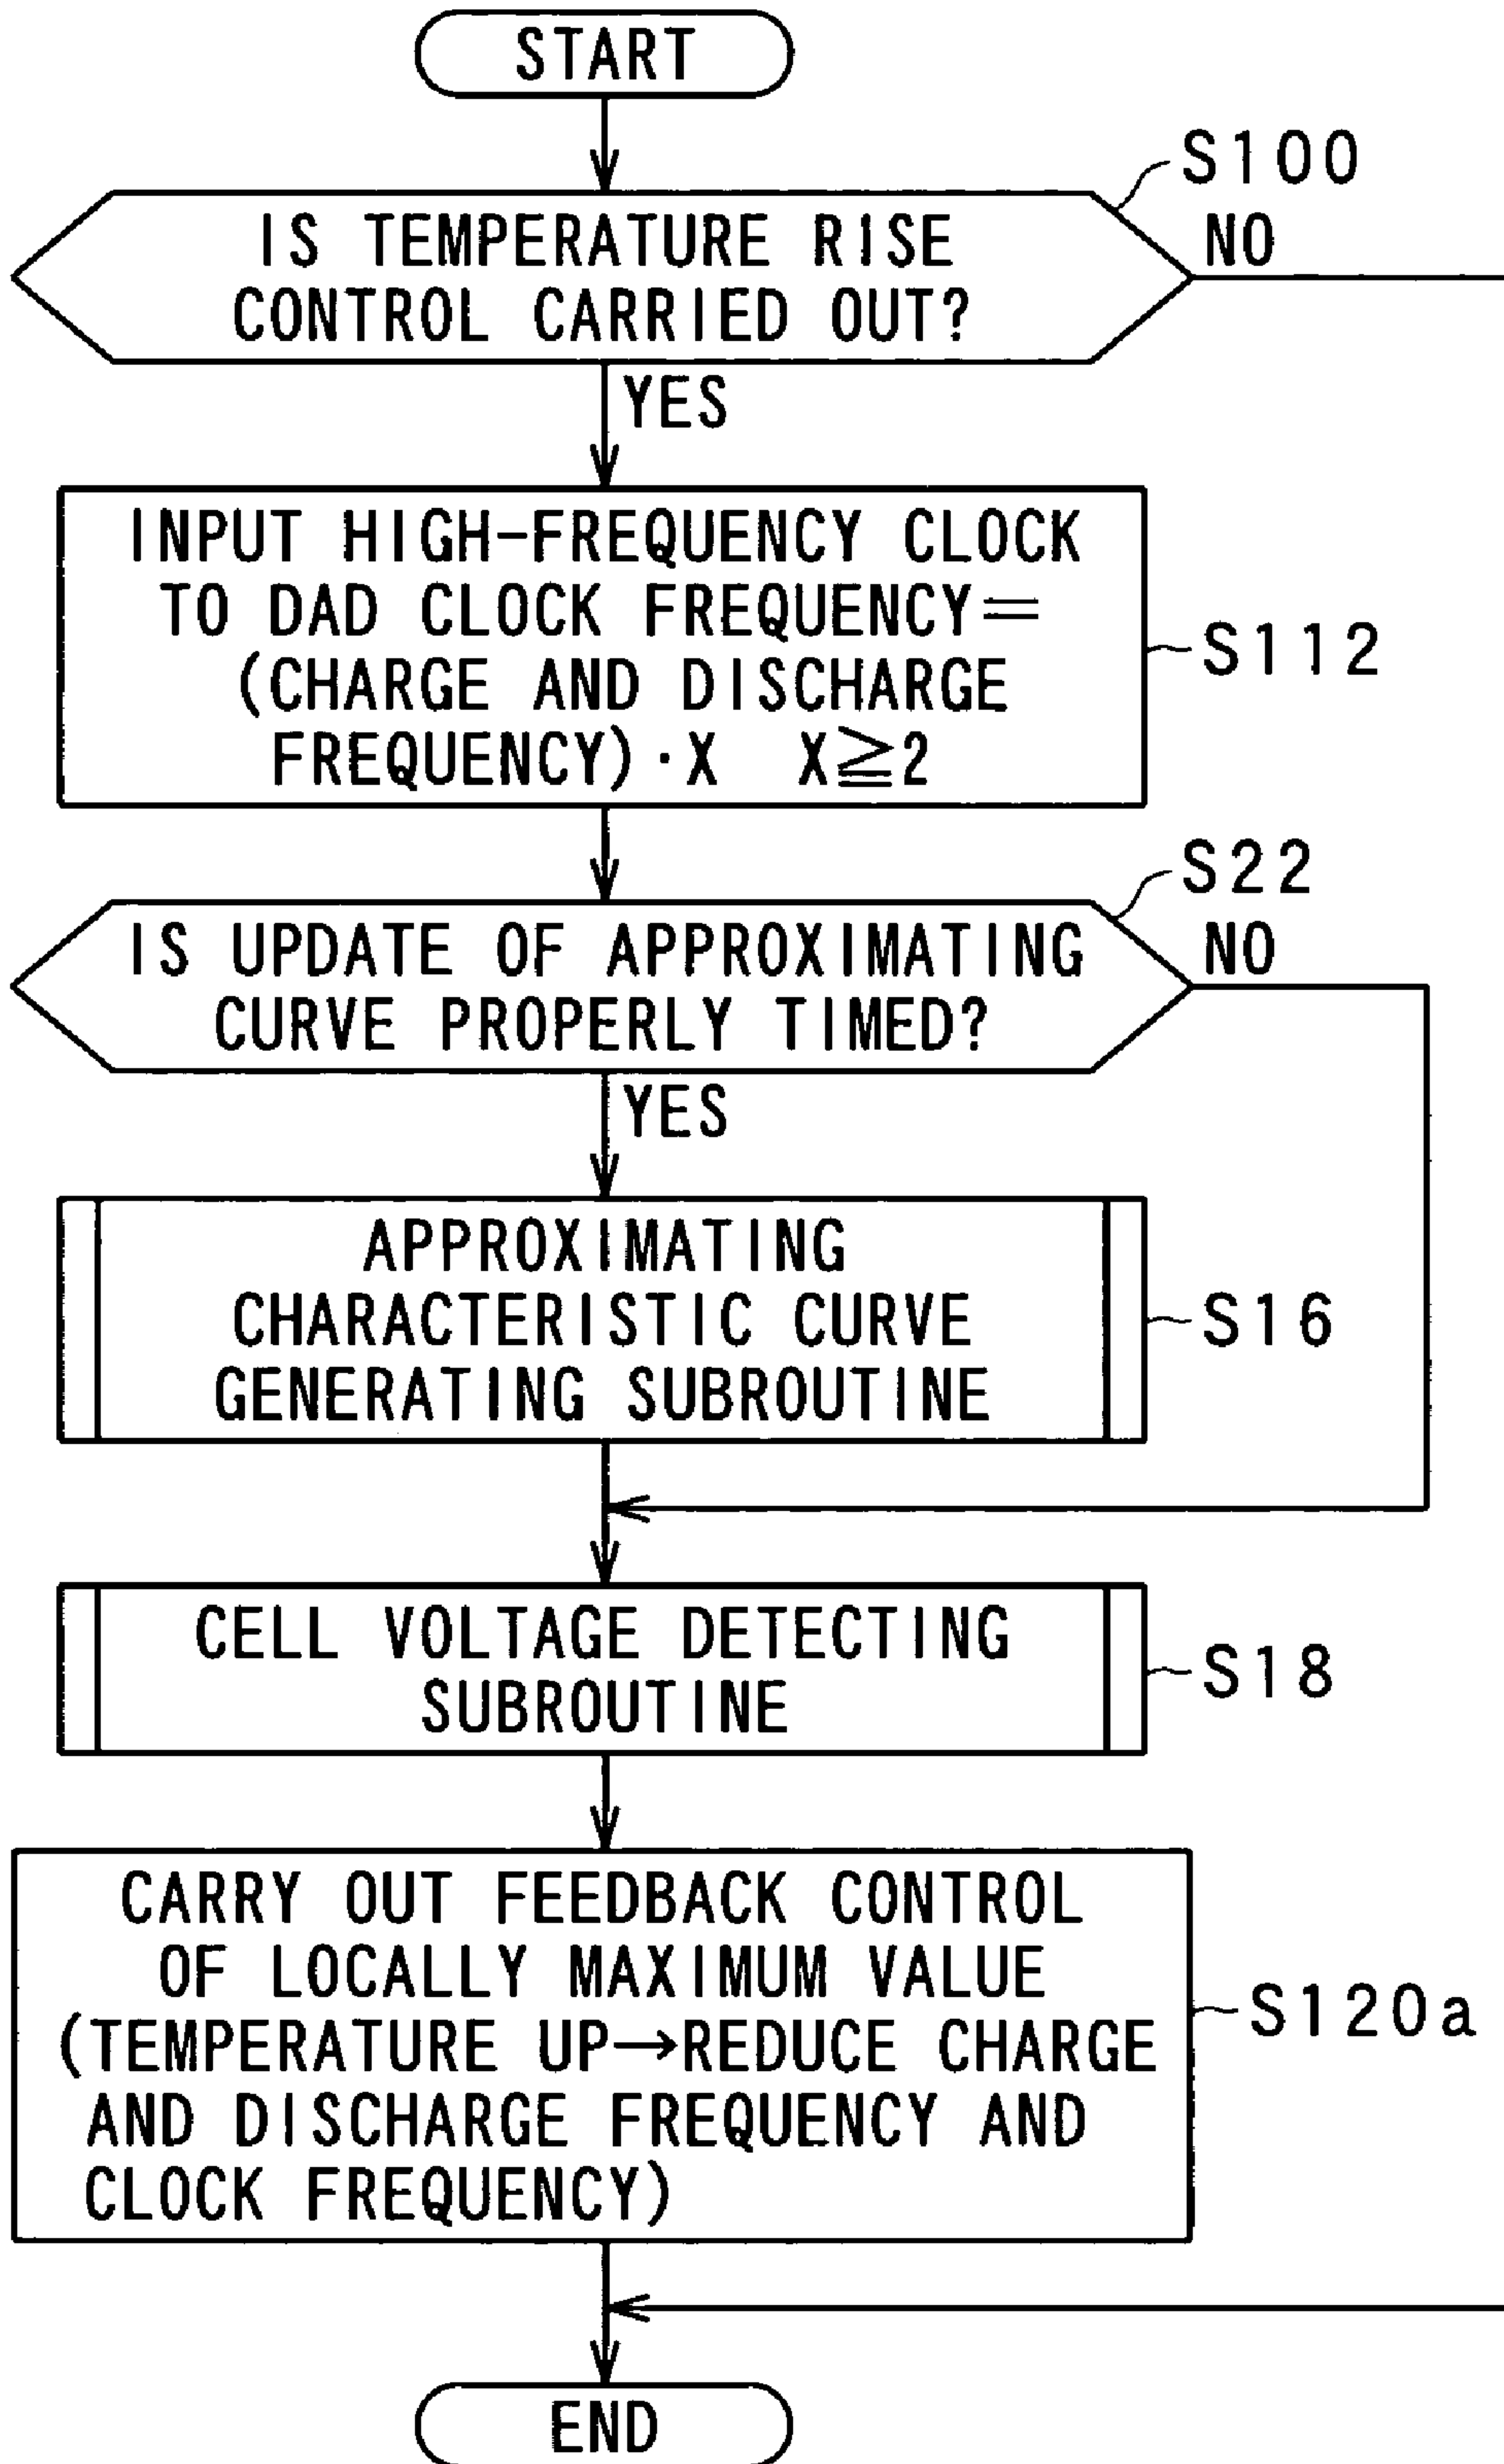 START
S100
IS TEMPERATURE RISE
CONTROL CARRIED OUT?
NO
YES
INPUT HIGH-FREQUENCY CLOCK
TO DAD CLOCK FREQUENCY=
(CHARGE AND DISCHARGE
FREQUENCY)·X X≧2
S112
S22
IS UPDATE OF APPROXIMATING
CURVE PROPERLY TIMED?
NO
YES
APPROXIMATING
CHARACTERISTIC CURVE
GENERATING SUBROUTINE
S16
CELL VOLTAGE DETECTING
SUBROUTINE
S18
CARRY OUT FEEDBACK CONTROL
OF LOCALLY MAXIMUM VALUE
(TEMPERATURE UP→REDUCE CHARGE
AND DISCHARGE FREQUENCY AND
CLOCK FREQUENCY)
S120a
END